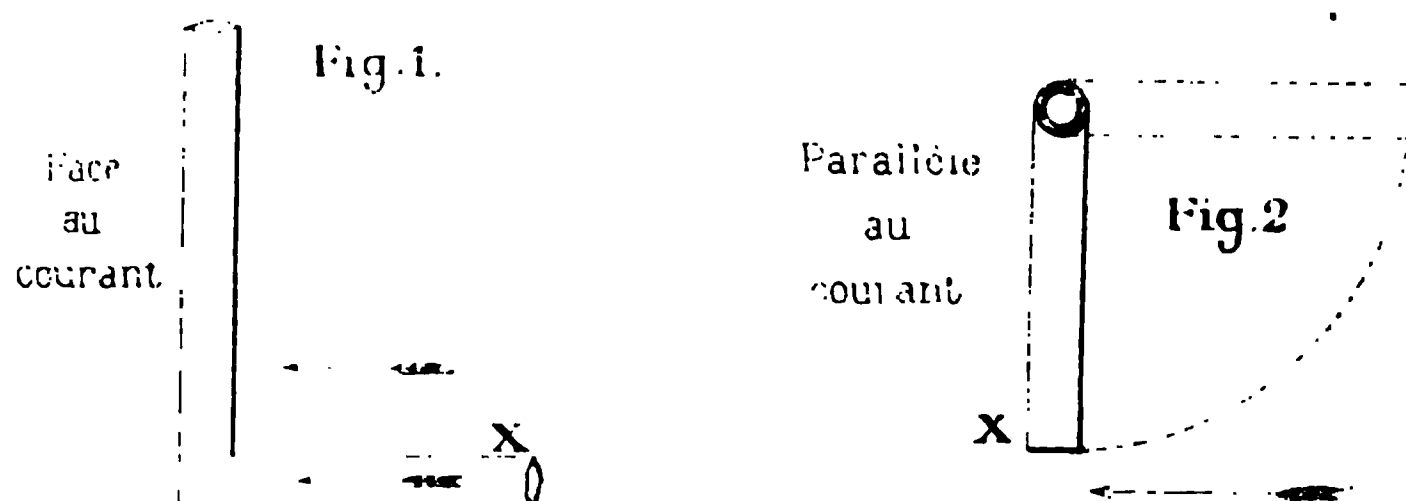 Fig.1.
Face
au
courant
X
Parallèle
au
courant
Fig.2
X